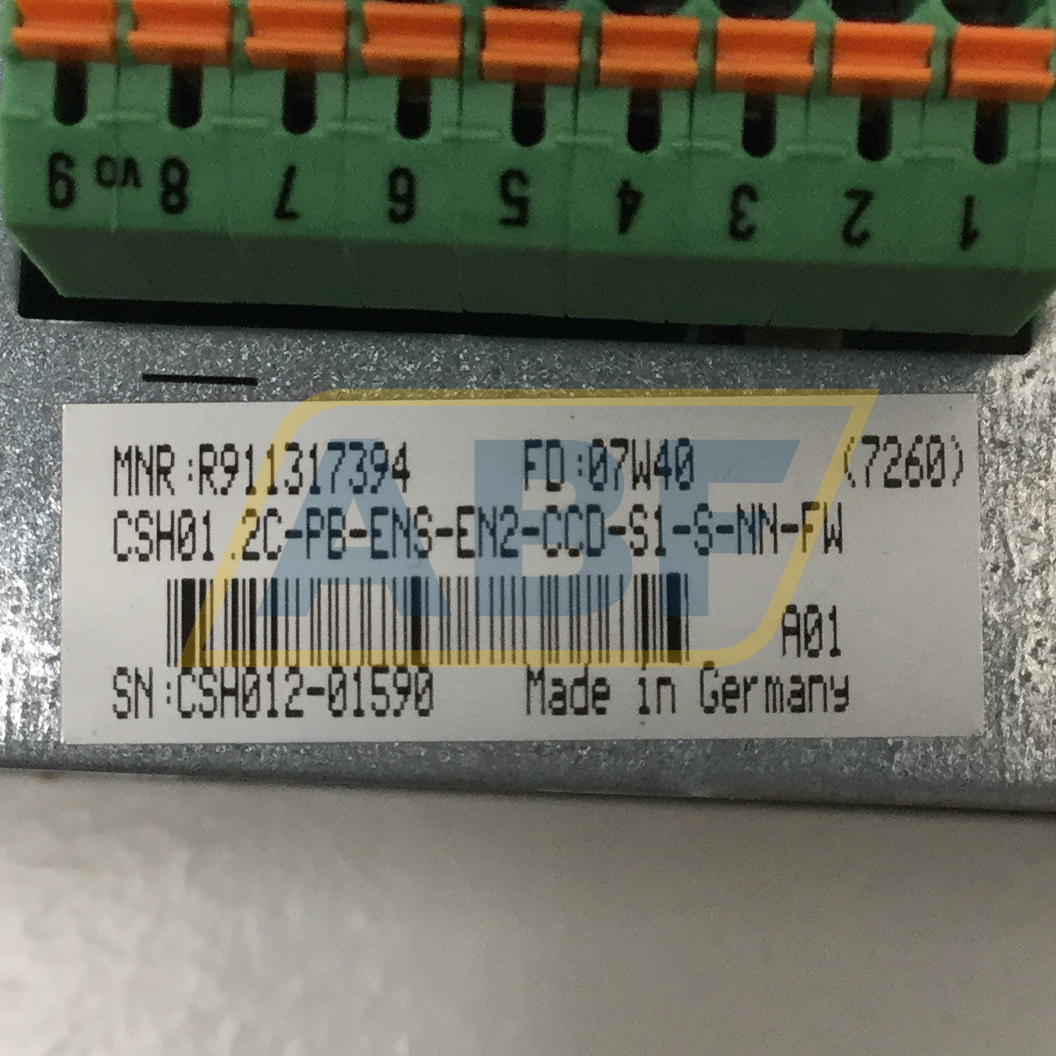 9 V0 8 7 6 5 4 3 2 1
MNR:R911317394 FD:07W40 (7260)
CSH01.2C-PB-ENS-EN2-CCD-S1-S-NN-FW
A01
SN:CSH012-01590 Made in Germany
ABF